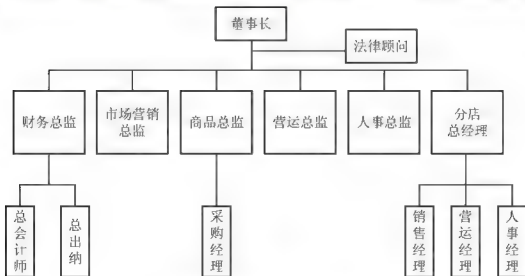 董事长
法律顾问
财务总监
市场营销
总监
商品总监
营运总监
人事总监
分店
总经理
总会计师
总出纳
采购经理
销售经理
营运经理
人事经理